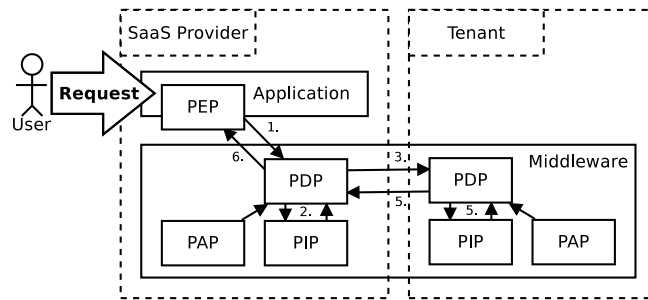 SaaS Provider
Tenant
Request
Application
User
PEP
1.
6.
3.
Middleware
PDP
PDP
5.
2.
5.
PAP
PIP
PIP
PAP